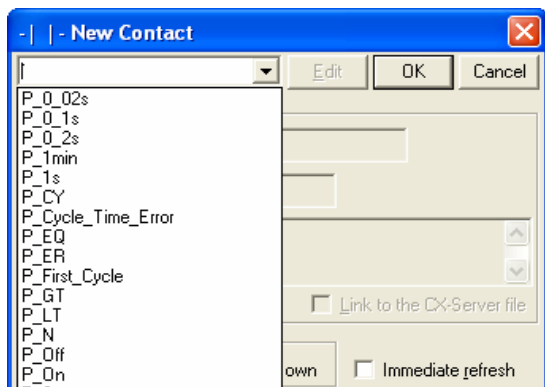 -| |- New Contact
Edit OK Cancel
P_0_02s
P_0_1s
P_0_2s
P_1min
P_1s
P_CY
P_Cycle_Time_Error
P_EQ
P_ER
P_First_Cycle
P_GT
Link to the CX-Server file
P_LT
P_N
P_Off
P_On
own Immediate refresh